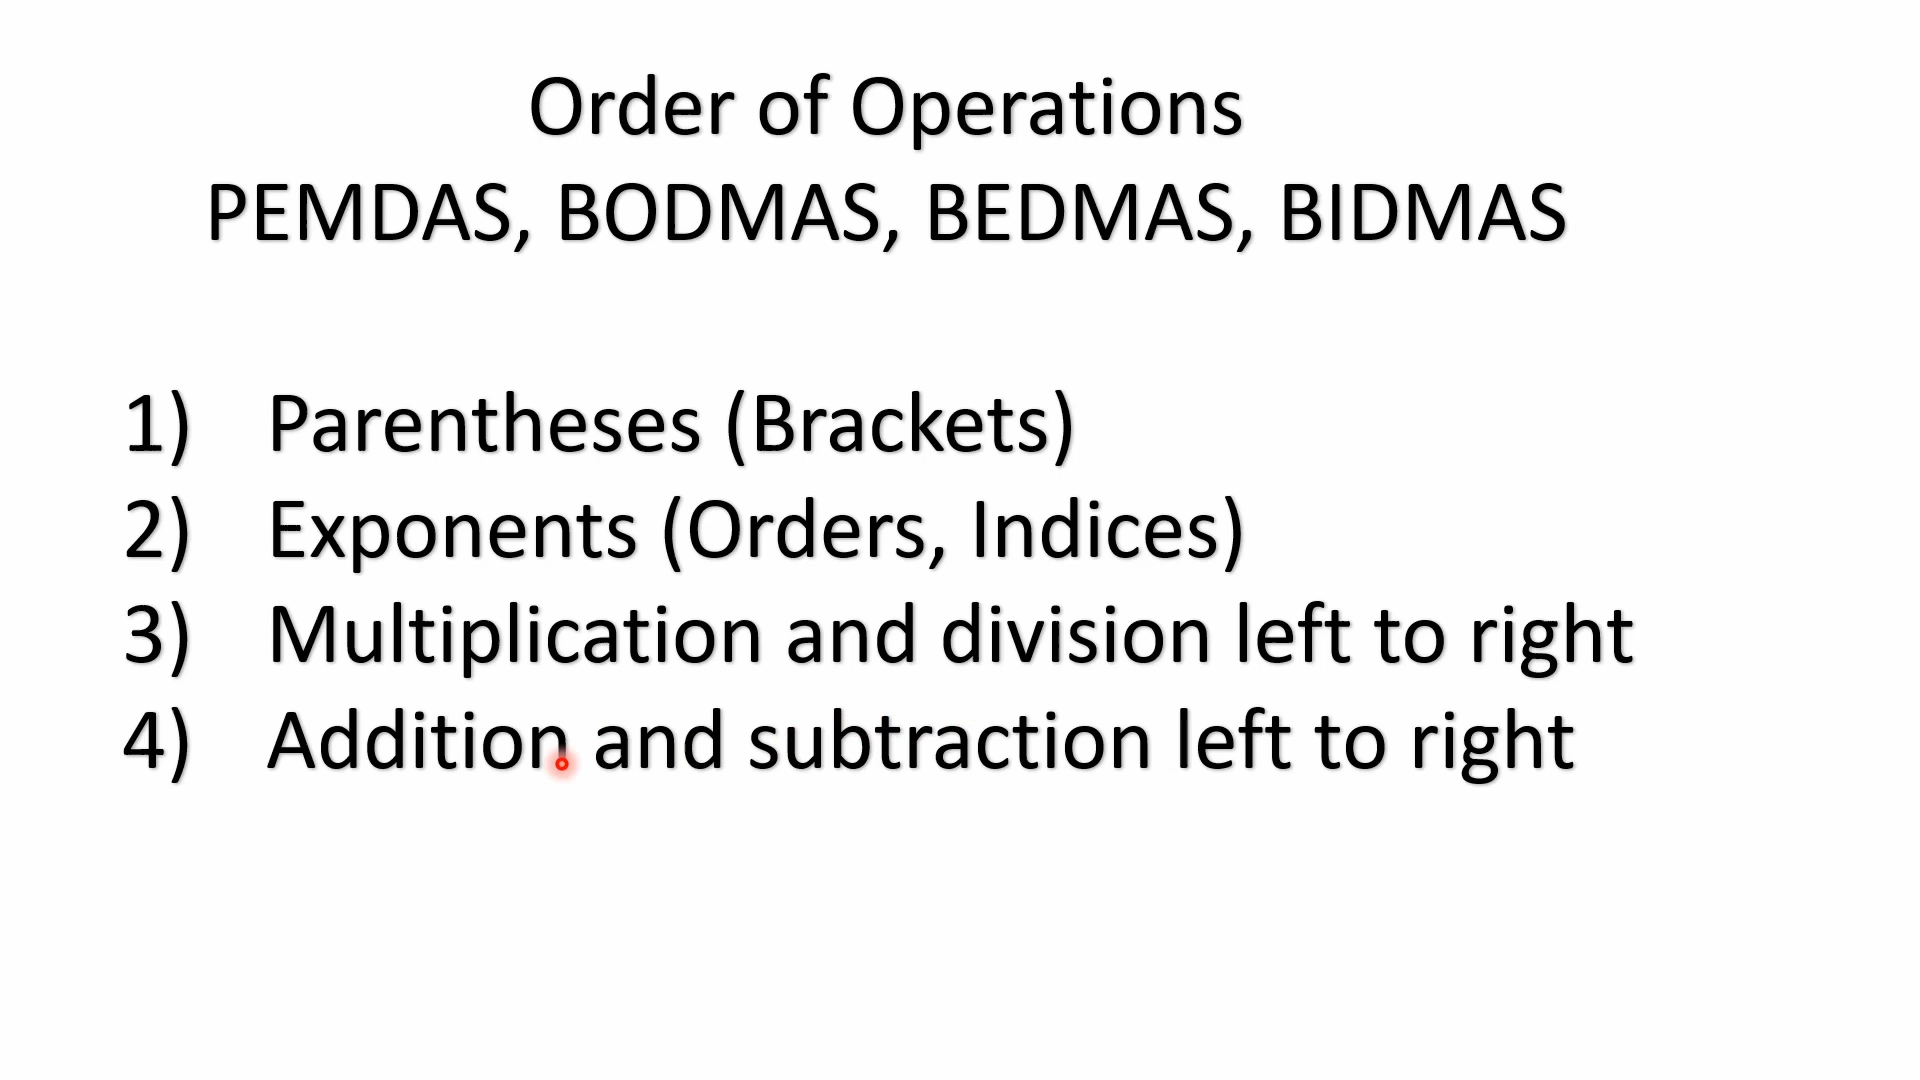 Order of Operations
PEMDAS, BODMAS, BEDMAS, BIDMAS
1) Parentheses (Brackets)
2) Exponents (Orders, Indices)
3) Multiplication and division left to right
4) Addition and subtraction left to right